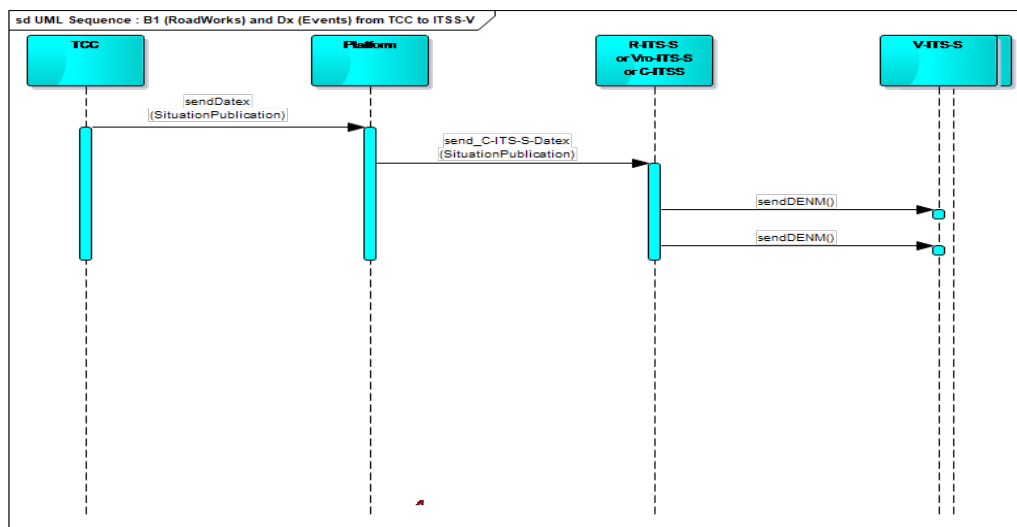 sd UML Sequence : B1 (RoadWorks) and Dx (Events) from TCC to ITSS-V
TCC
Platform
R-ITS-S
or Vro-ITS-S
or C-ITSS
V-ITS-S
sendDatex
(SituationPublication)
send_C-ITS-S-Datex
(SituationPublication)
sendDENM()
sendDENM()